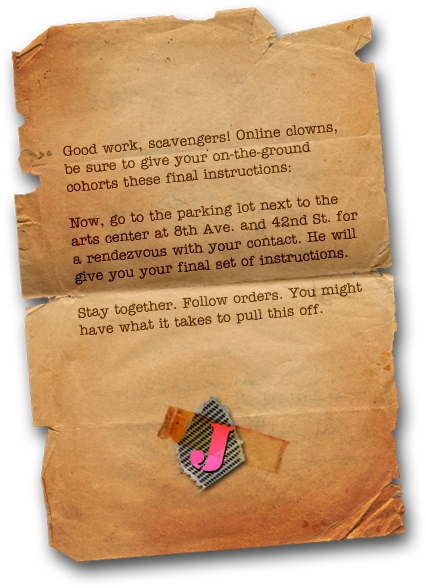 Good work, scavengers! Online clowns,
be sure to give your on-the-ground
cohorts these final instructions:
Now, go to the parking lot next to the
arts center at 8th Ave. and 42nd St. for
a rendezvous with your contact. He will
give you your final set of instructions.
Stay together. Follow orders. You might
have what it takes to pull this off.
J